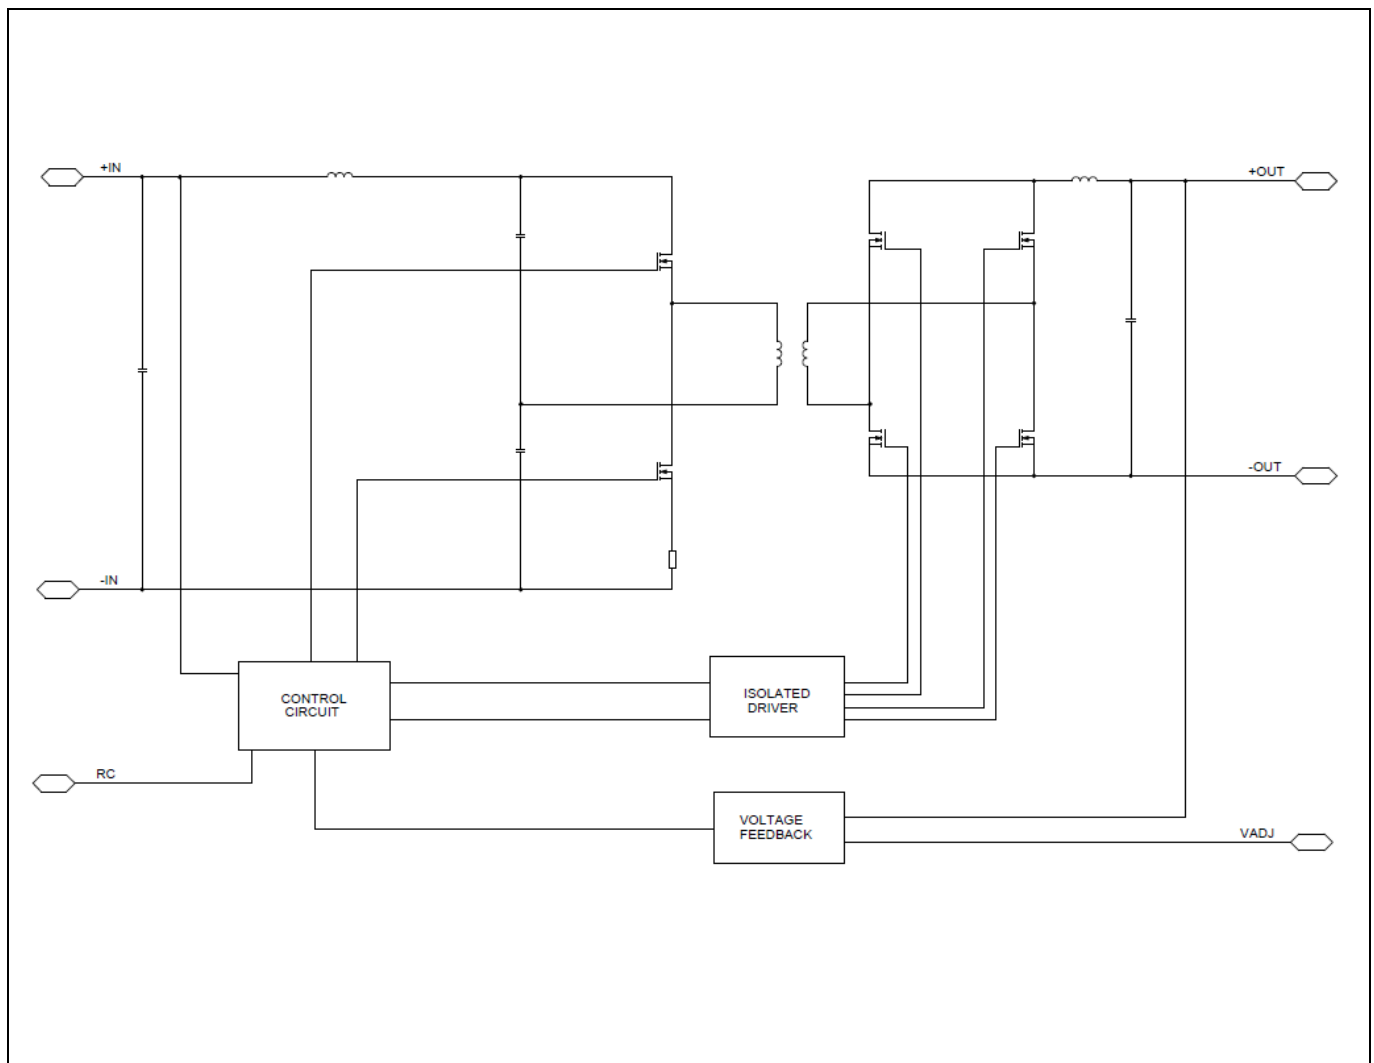 +IN
+OUT
-OUT
-IN
CONTROL
CIRCUIT
ISOLATED
DRIVER
RC
VOLTAGE
FEEDBACK
VADJ